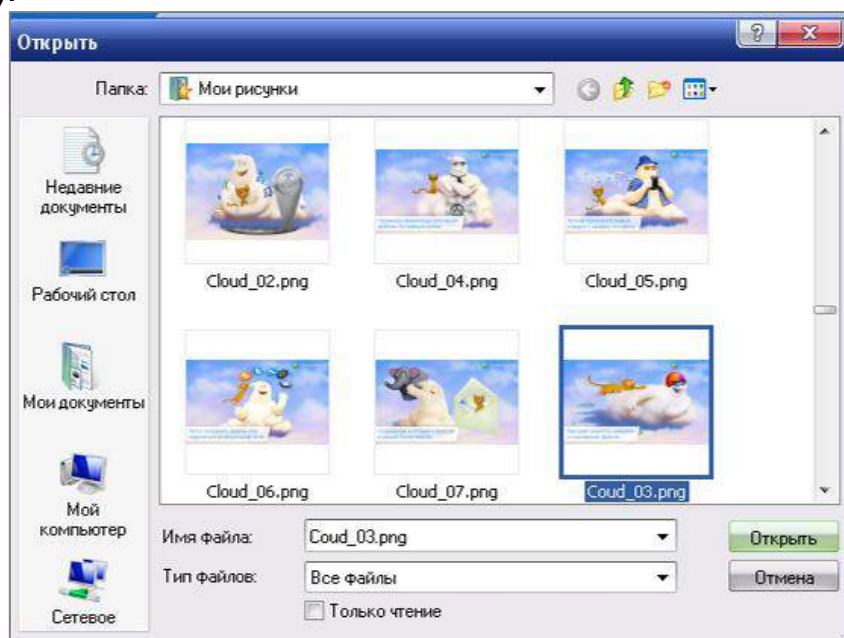 Открыть
Папка: Мои рисунки
Недавние
документы
Рабочий стол
Мои документы
Мой
компьютер
Сетевое
Cloud_02.png Cloud_04.png Cloud_05.png
Cloud_06.png Cloud_07.png Coud_03.png
Имя файла: Coud_03.png Открыть
Тип файлов: Все файлы Отмена
Только чтение